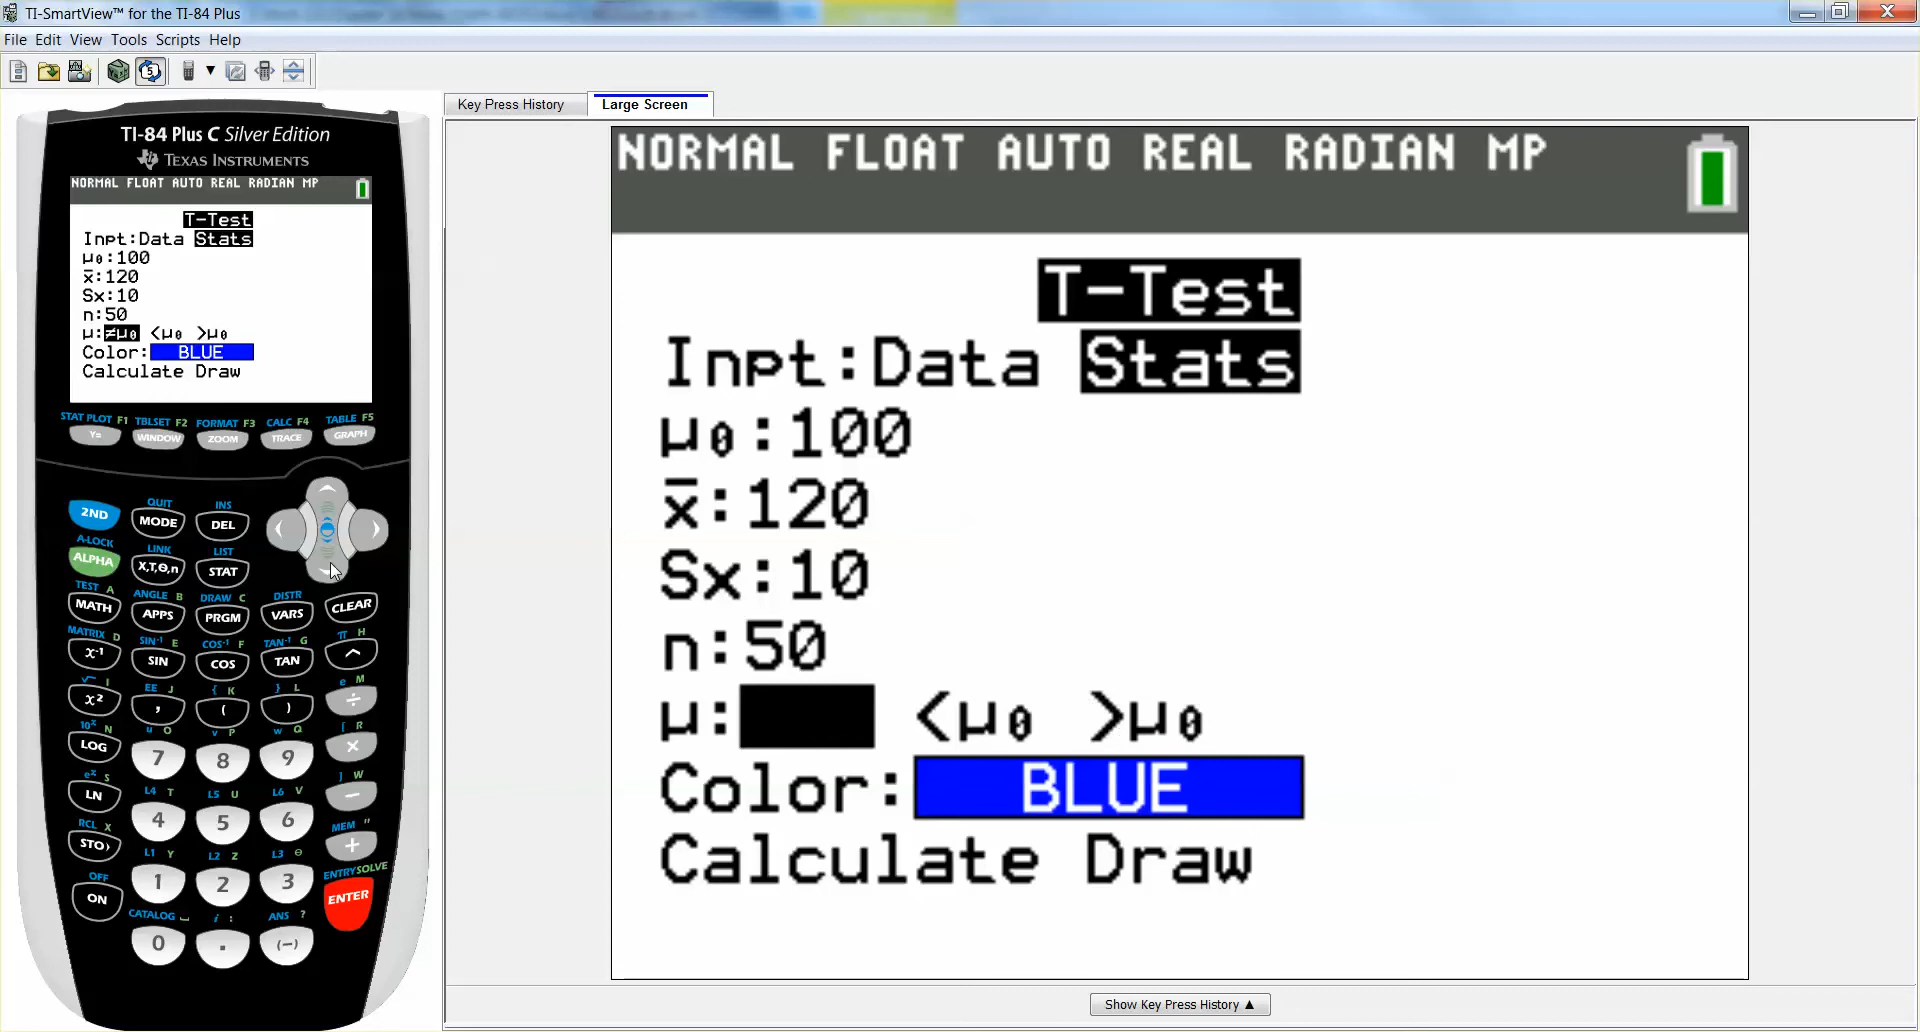 TI-SmartView™ for the TI-84 Plus
File Edit View Tools Scripts Help
5
Key Press History
Large Screen
TI-84 Plus C Silver Edition
TEXAS INSTRUMENTS
NORMAL FLOAT AUTO REAL RADIAN MP
T-Test
Inpt:Data Stats
μ₀:100
x̄:120
Sx:10
n:50
μ:≠μ₀ <μ₀ >μ₀
Color: BLUE
Calculate Draw
STAT PLOT F1 TBLSET F2 FORMAT F3 CALC F4 TABLE F5
Y= WINDOW ZOOM TRACE GRAPH
QUIT INS
2ND MODE DEL
A-LOCK LINK LIST
ALPHA X,T,θ,n STAT
TEST A ANGLE B DRAW C DISTR
MATH APPS PRGM VARS CLEAR
MATRIX D SIN⁻¹ E COS⁻¹ F TAN⁻¹ G π H
x⁻¹ SIN COS TAN ^
√ I EE J { K } L e M
x² , ( ) ÷
10ˣ N u O v P w Q [ R
LOG 7 8 9 ×
eˣ S L4 T L5 U L6 V ] W
LN 4 5 6 −
RCL X L1 Y L2 Z L3 θ MEM "
STO› 1 2 3 +
OFF CATALOG ⎵ i : ANS ? ENTRY SOLVE
ON 0 . (−) ENTER
NORMAL FLOAT AUTO REAL RADIAN MP
T-Test
Inpt:Data Stats
μ₀:100
x̄:120
Sx:10
n:50
μ: <μ₀ >μ₀
Color: BLUE
Calculate Draw
Show Key Press History ▲